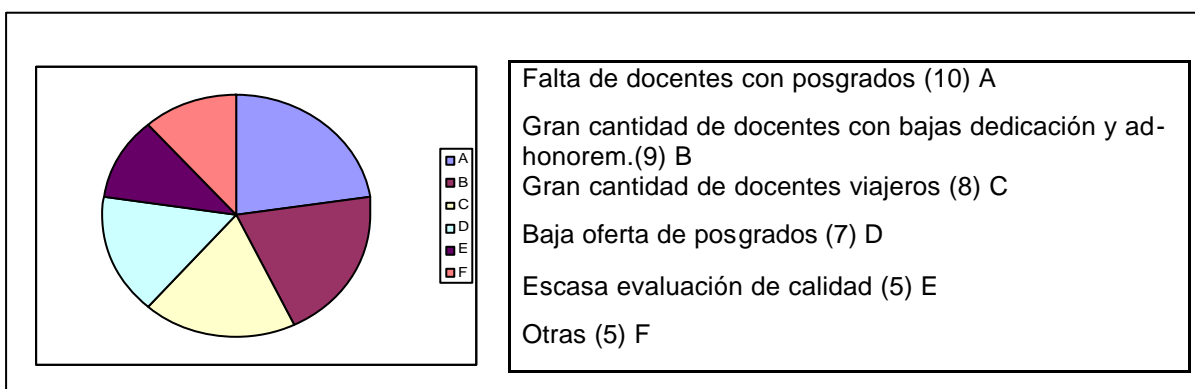 A
B
C
D
E
F
Falta de docentes con posgrados (10) A
Gran cantidad de docentes con bajas dedicación y ad-
honorem.(9) B
Gran cantidad de docentes viajeros (8) C
Baja oferta de posgrados (7) D
Escasa evaluación de calidad (5) E
Otras (5) F